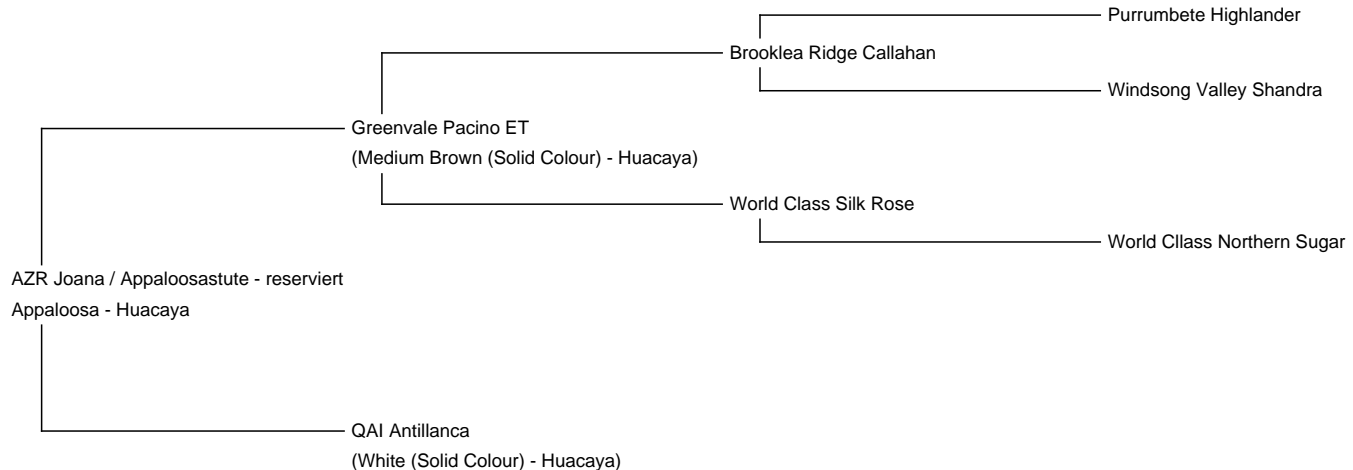 Purrumbete Highlander
Brooklea Ridge Callahan
Windsong Valley Shandra
Greenvale Pacino ET
(Medium Brown (Solid Colour) - Huacaya)
World Class Silk Rose
World Cllass Northern Sugar
AZR Joana / Appaloosastute - reserviert
Appaloosa - Huacaya
QAI Antillanca
(White (Solid Colour) - Huacaya)